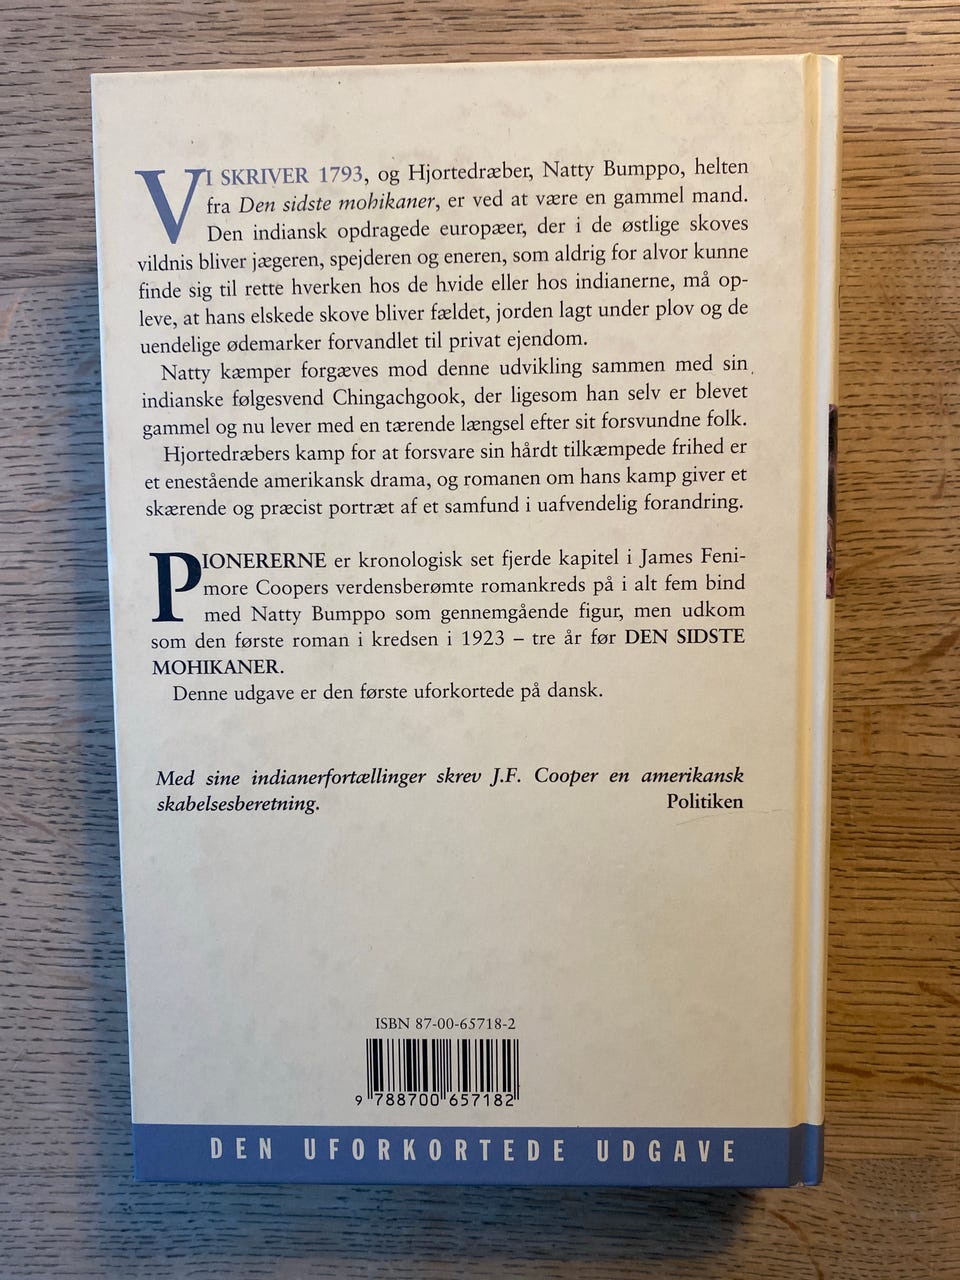 VI SKRIVER 1793, og Hjortedræber, Natty Bumppo, helten
fra Den sidste mohikaner, er ved at være en gammel mand.
Den indiansk opdragede europæer, der i de østlige skoves
vildnis bliver jægeren, spejderen og eneren, som aldrig for alvor kunne
finde sig til rette hverken hos de hvide eller hos indianerne, må op-
leve, at hans elskede skove bliver fældet, jorden lagt under plov og de
uendelige ødemarker forvandlet til privat ejendom.
Natty kæmper forgæves mod denne udvikling sammen med sin
indianske følgesvend Chingachgook, der ligesom han selv er blevet
gammel og nu lever med en tærende længsel efter sit forsvundne folk.
Hjortedræbers kamp for at forsvare sin hårdt tilkæmpede frihed er
et enestående amerikansk drama, og romanen om hans kamp giver et
skærende og præcist portræt af et samfund i uafvendelig forandring.
PIONERERNE er kronologisk set fjerde kapitel i James Feni-
more Coopers verdensberømte romankreds på i alt fem bind
med Natty Bumppo som gennemgående figur, men udkom
som den første roman i kredsen i 1923 – tre år før DEN SIDSTE
MOHIKANER.
Denne udgave er den første uforkortede på dansk.
Med sine indianerfortællinger skrev J.F. Cooper en amerikansk
skabelsesberetning. Politiken
ISBN 87-00-65718-2
9 788700 657182
DEN UFORKORTEDE UDGAVE